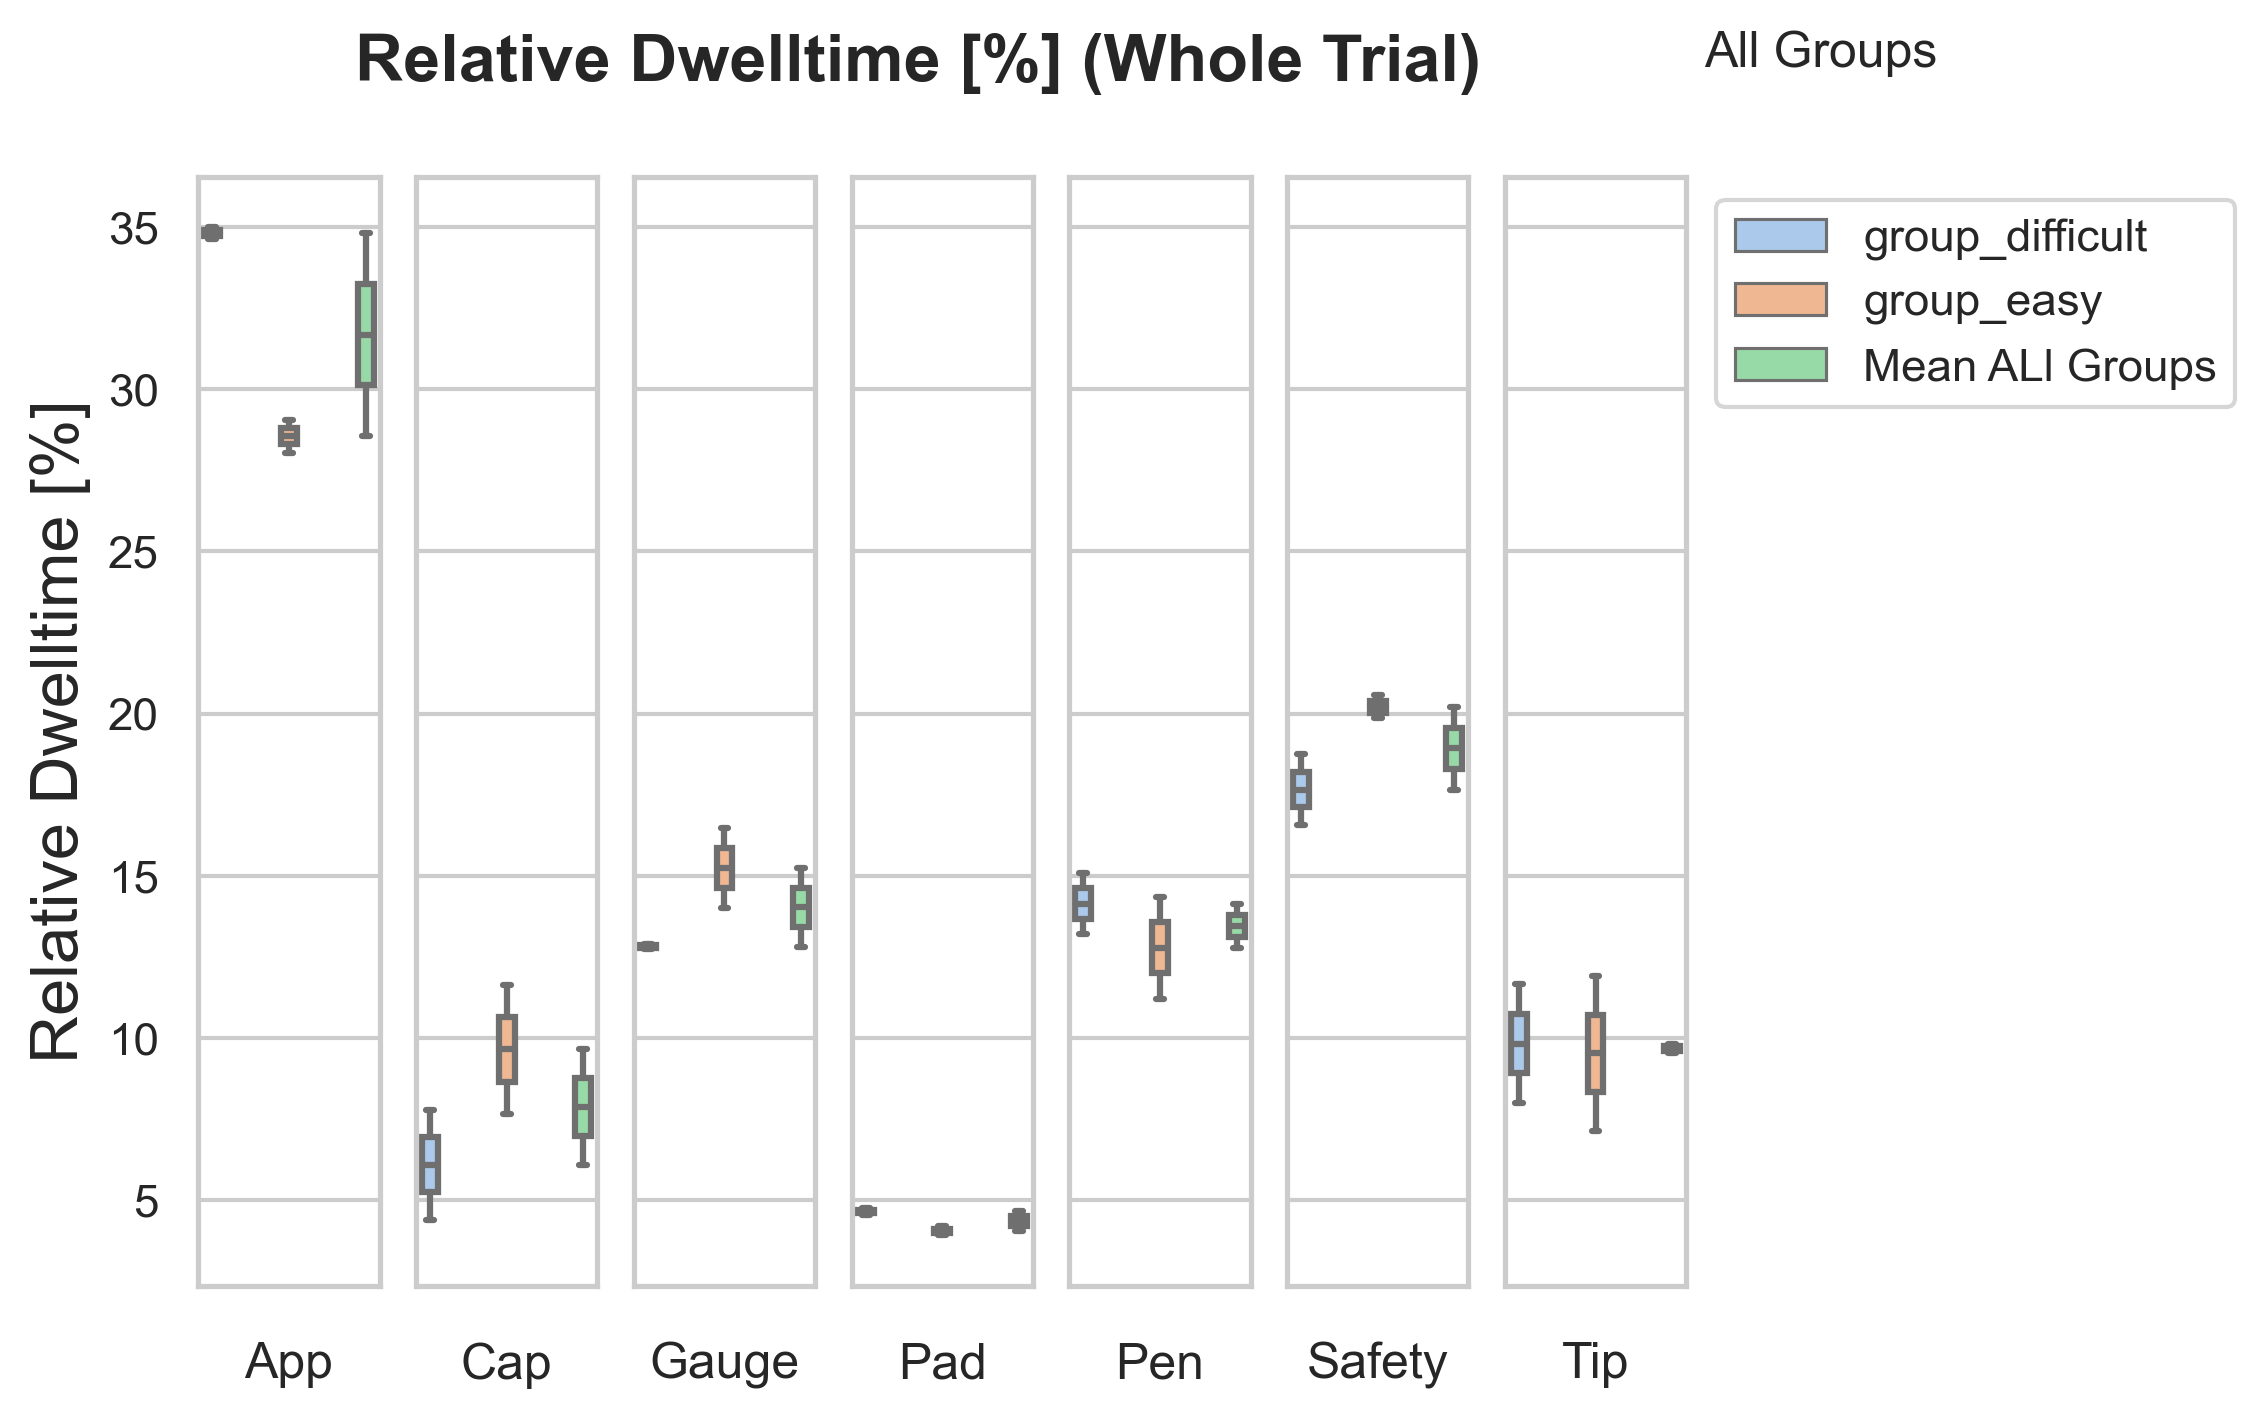 Relative Dwelltime [%] (Whole Trial)
All Groups
Relative Dwelltime [%]
35
30
25
20
15
10
5
group_difficult
group_easy
Mean ALl Groups
App
Cap
Gauge
Pad
Pen
Safety
Tip